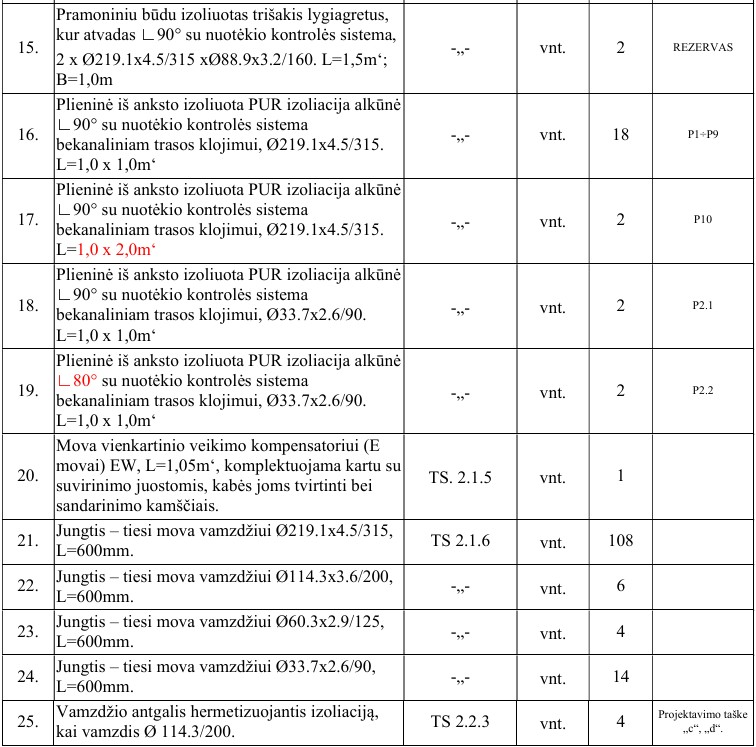 15. Pramoniniu būdu izoliuotas trišakis lygiagretus,
kur atvadas ∟90° su nuotėkio kontrolės sistema,
2 x Ø219.1x4.5/315 xØ88.9x3.2/160. L=1,5m‘;
B=1,0m
-„- vnt. 2 REZERVAS
16. Plieninė iš anksto izoliuota PUR izoliacija alkūnė
∟90° su nuotėkio kontrolės sistema
bekanaliniam trasos klojimui, Ø219.1x4.5/315.
L=1,0 x 1,0m‘
-„- vnt. 18 P1÷P9
17. Plieninė iš anksto izoliuota PUR izoliacija alkūnė
∟90° su nuotėkio kontrolės sistema
bekanaliniam trasos klojimui, Ø219.1x4.5/315.
L=1,0 x 2,0m‘
-„- vnt. 2 P10
18. Plieninė iš anksto izoliuota PUR izoliacija alkūnė
∟90° su nuotėkio kontrolės sistema
bekanaliniam trasos klojimui, Ø33.7x2.6/90.
L=1,0 x 1,0m‘
-„- vnt. 2 P2.1
19. Plieninė iš anksto izoliuota PUR izoliacija alkūnė
∟80° su nuotėkio kontrolės sistema
bekanaliniam trasos klojimui, Ø33.7x2.6/90.
L=1,0 x 1,0m‘
-„- vnt. 2 P2.2
20. Mova vienkartinio veikimo kompensatoriui (E
movai) EW, L=1,05m‘, komplektuojama kartu su
suvirinimo juostomis, kabės joms tvirtinti bei
sandarinimo kamščiais.
TS. 2.1.5 vnt. 1
21. Jungtis – tiesi mova vamzdžiui Ø219.1x4.5/315,
L=600mm.
TS 2.1.6 vnt. 108
22. Jungtis – tiesi mova vamzdžiui Ø114.3x3.6/200,
L=600mm.
-„- vnt. 6
23. Jungtis – tiesi mova vamzdžiui Ø60.3x2.9/125,
L=600mm.
-„- vnt. 4
24. Jungtis – tiesi mova vamzdžiui Ø33.7x2.6/90,
L=600mm.
-„- vnt. 14
25. Vamzdžio antgalis hermetizuojantis izoliaciją,
kai vamzdis Ø 114.3/200.
TS 2.2.3 vnt. 4 Projektavimo taške
„c“, „d“.